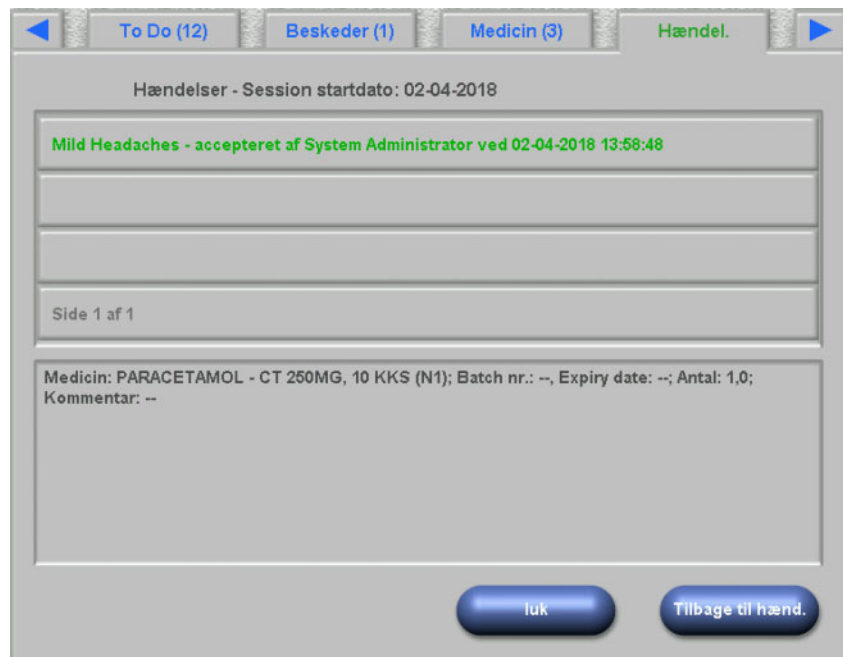 To Do (12)
Beskeder (1)
Medicin (3)
Hændel.
Hændelser - Session startdato: 02-04-2018
Mild Headaches - accepteret af System Administrator ved 02-04-2018 13:58:48
Side 1 af 1
Medicin: PARACETAMOL - CT 250MG, 10 KKS (N1); Batch nr.: --, Expiry date: --; Antal: 1,0;
Kommentar: --
luk
Tilbage til hænd.